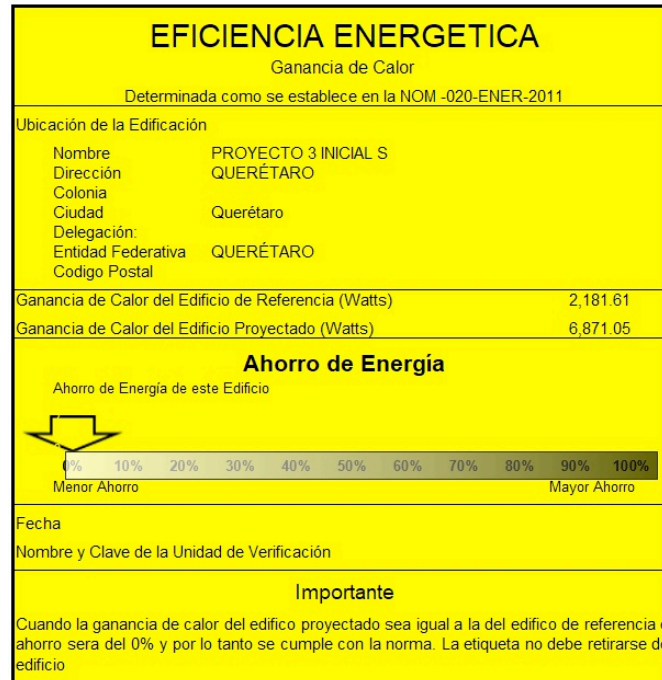 EFICIENCIA ENERGETICA
Ganancia de Calor
Determinada como se establece en la NOM -020-ENER-2011
Ubicación de la Edificación
Nombre PROYECTO 3 INICIAL S
Dirección QUERÉTARO
Colonia
Ciudad Querétaro
Delegación:
Entidad Federativa QUERÉTARO
Codigo Postal
Ganancia de Calor del Edificio de Referencia (Watts) 2,181.61
Ganancia de Calor del Edificio Proyectado (Watts) 6,871.05
Ahorro de Energía
Ahorro de Energía de este Edificio
0% 10% 20% 30% 40% 50% 60% 70% 80% 90% 100%
Menor Ahorro Mayor Ahorro
Fecha
Nombre y Clave de la Unidad de Verificación
Importante
Cuando la ganancia de calor del edifico proyectado sea igual a la del edifico de referencia
ahorro sera del 0% y por lo tanto se cumple con la norma. La etiqueta no debe retirarse
edificio